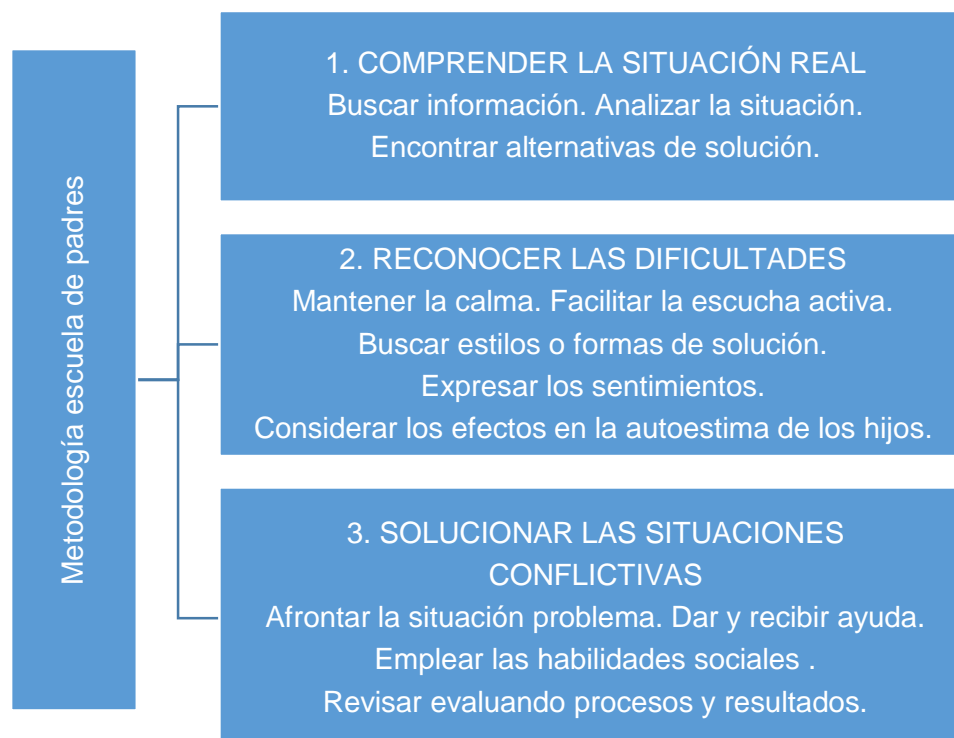 Metodología escuela de padres
1. COMPRENDER LA SITUACIÓN REAL
Buscar información. Analizar la situación.
Encontrar alternativas de solución.
2. RECONOCER LAS DIFICULTADES
Mantener la calma. Facilitar la escucha activa.
Buscar estilos o formas de solución.
Expresar los sentimientos.
Considerar los efectos en la autoestima de los hijos.
3. SOLUCIONAR LAS SITUACIONES
CONFLICTIVAS
Afrontar la situación problema. Dar y recibir ayuda.
Emplear las habilidades sociales .
Revisar evaluando procesos y resultados.